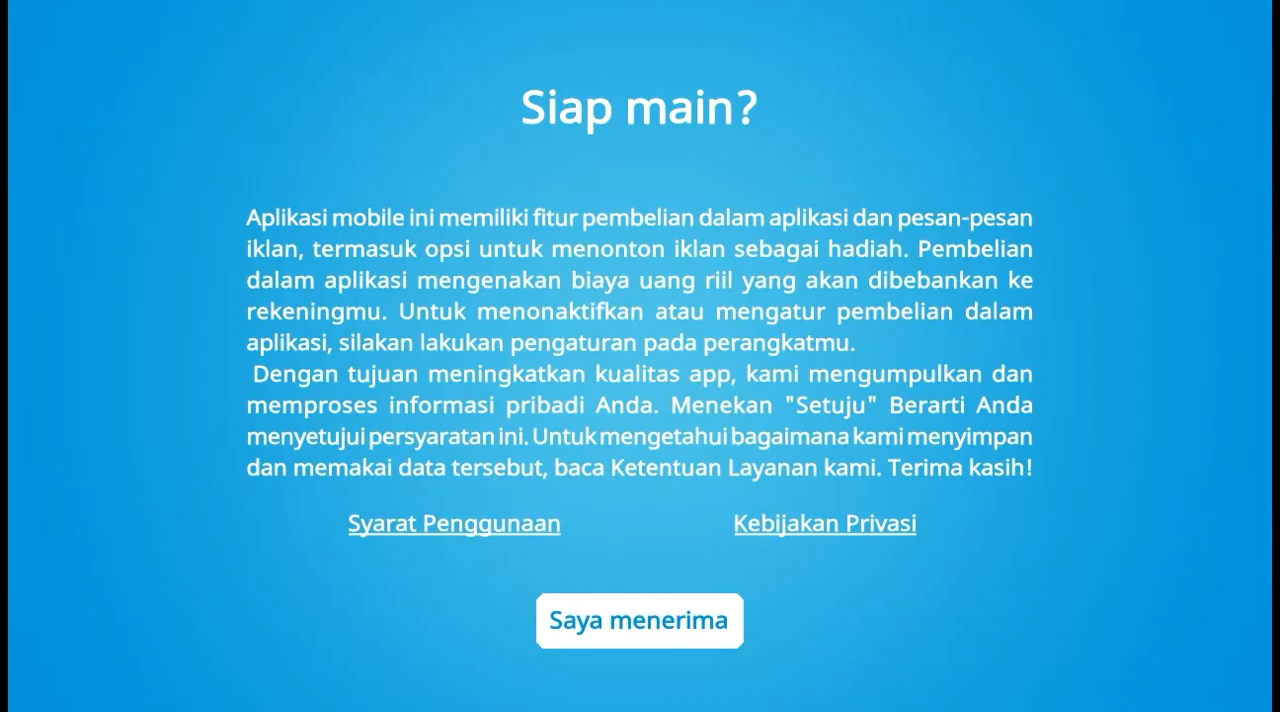 Siap main?
Aplikasi mobile ini memiliki fitur pembelian dalam aplikasi dan pesan-pesan
iklan, termasuk opsi untuk menonton iklan sebagai hadiah. Pembelian
dalam aplikasi mengenakan biaya uang riil yang akan dibebankan ke
rekeningmu. Untuk menonaktifkan atau mengatur pembelian dalam
aplikasi, silakan lakukan pengaturan pada perangkatmu.
Dengan tujuan meningkatkan kualitas app, kami mengumpulkan dan
memproses informasi pribadi Anda. Menekan "Setuju" Berarti Anda
menyetujui persyaratan ini. Untuk mengetahui bagaimana kami menyimpan
dan memakai data tersebut, baca Ketentuan Layanan kami. Terima kasih!
Syarat Penggunaan
Kebijakan Privasi
Saya menerima